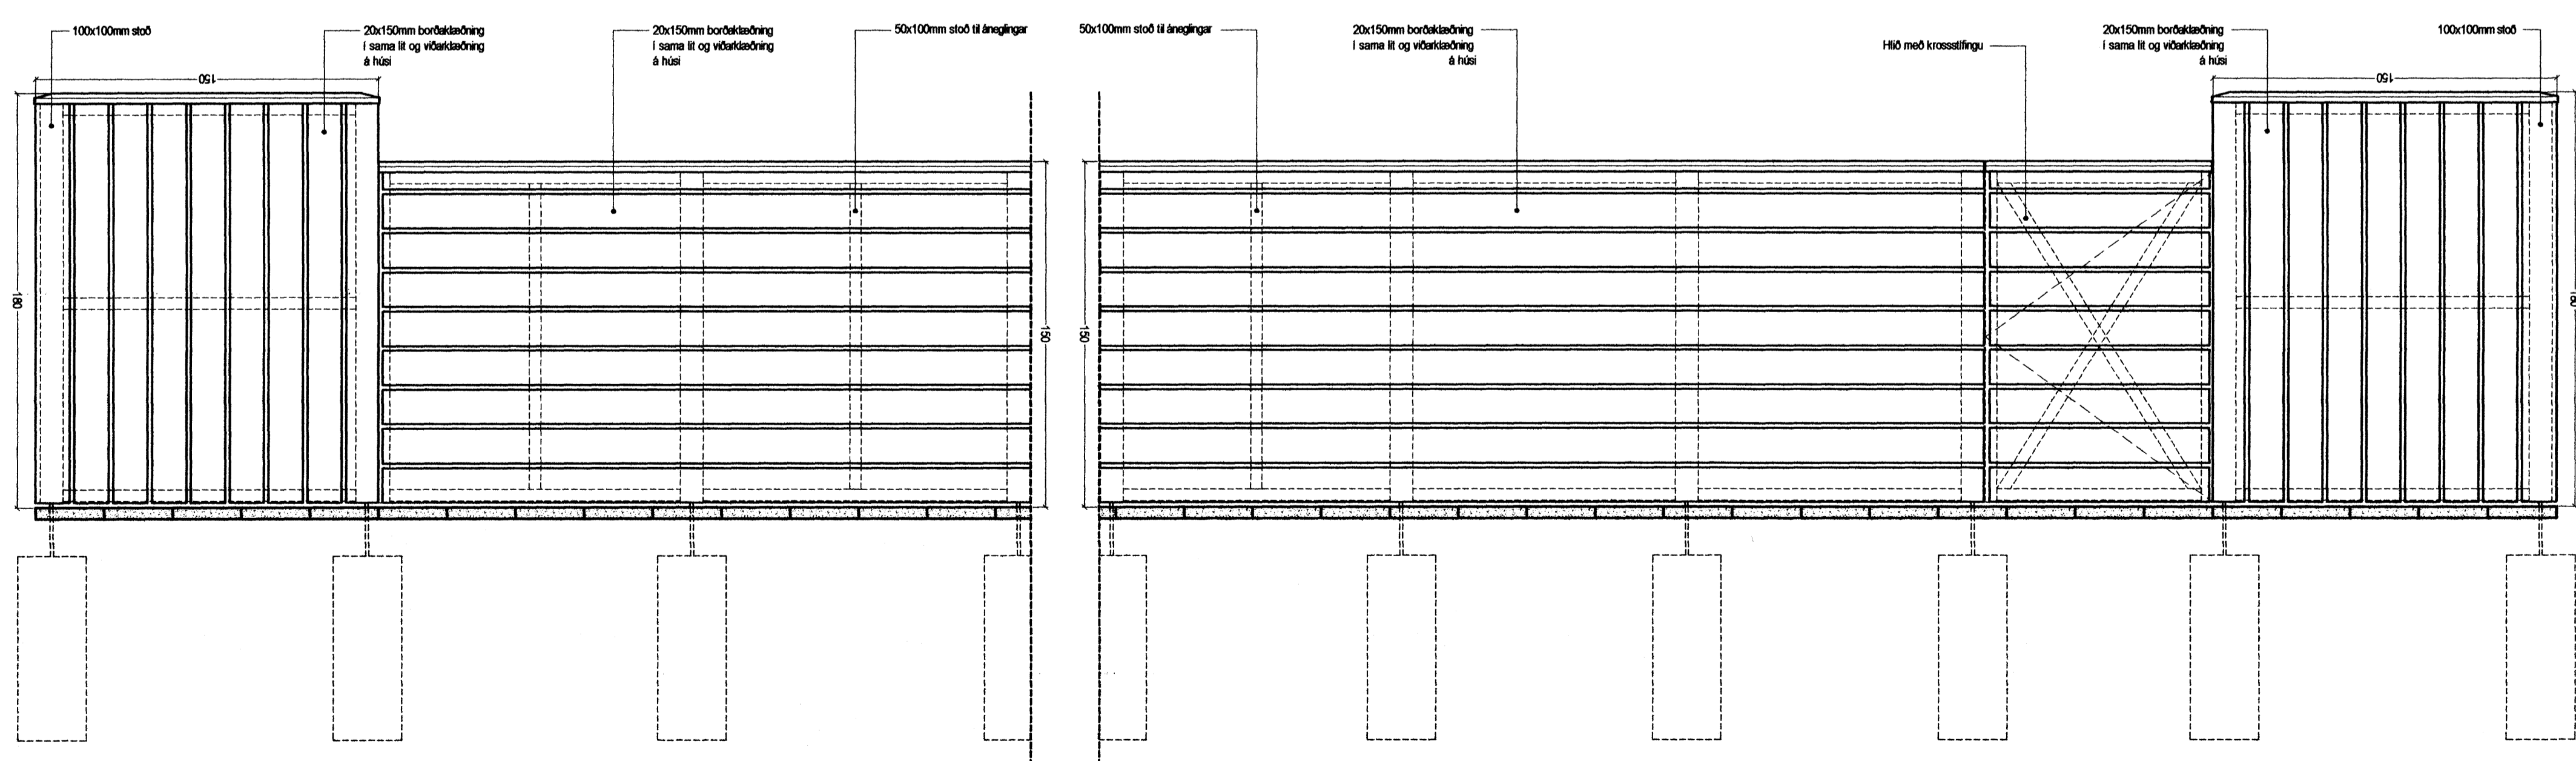 100x100mm stoð
20x150mm borðaklæðning
í sama lit og viðarklæðning
á húsi
20x150mm borðaklæðning
í sama lit og viðarklæðning
á húsi
50x100mm stoð til áneglingar
50x100mm stoð til áneglingar
20x150mm borðaklæðning
í sama lit og viðarklæðning
á húsi
Hlið með krossstífingu
20x150mm borðaklæðning
í sama lit og viðarklæðning
á húsi
100x100mm stoð
150
150
180
150
150
180